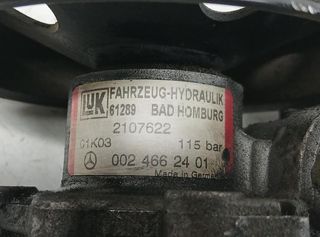 LUK FAHRZEUG-HYDRAULIK
61289 BAD HOMBURG
2107622
01K03 115 bar
002 466 24 01
Made in Germany